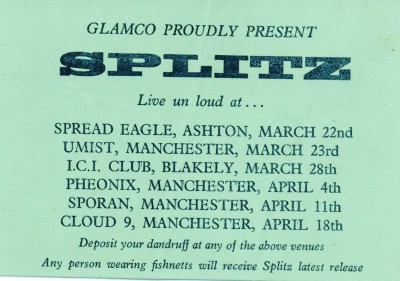 GLAMCO PROUDLY PRESENT
SPLITZ
Live un loud at...
SPREAD EAGLE, ASHTON, MARCH 22nd
UMIST, MANCHESTER, MARCH 23rd
I.C.I. CLUB, BLAKELY, MARCH 28th
PHEONIX, MANCHESTER, APRIL 4th
SPORAN, MANCHESTER, APRIL 11th
CLOUD 9, MANCHESTER, APRIL 18th
Deposit your dandruff at any of the above venues
Any person wearing fishnetts will receive Splitz latest release